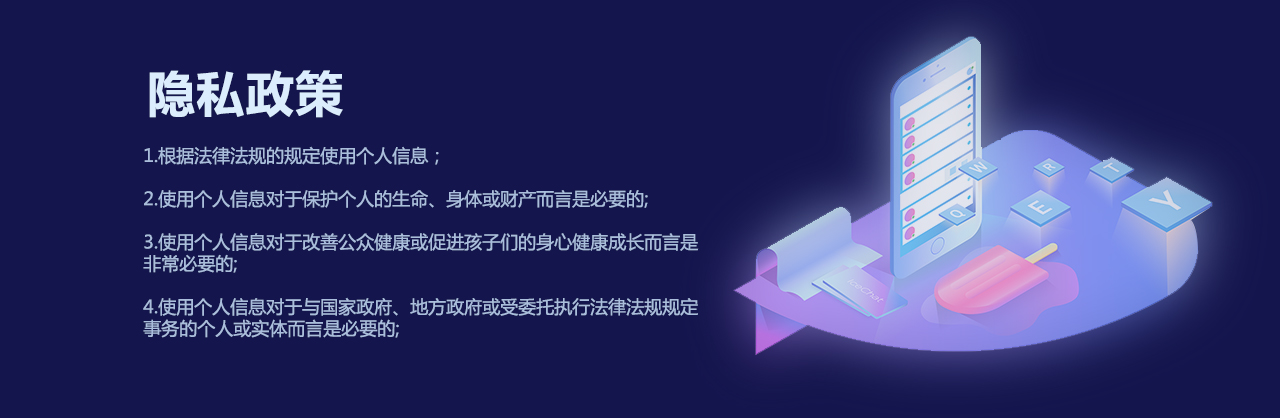 隐私政策
1.根据法律法规的规定使用个人信息；
2.使用个人信息对于保护个人的生命、身体或财产而言是必要的;
3.使用个人信息对于改善公众健康或促进孩子们的身心健康成长而言是
非常必要的;
4.使用个人信息对于与国家政府、地方政府或受委托执行法律法规规定
事务的个人或实体而言是必要的;
W
R
T
Q
E
Y